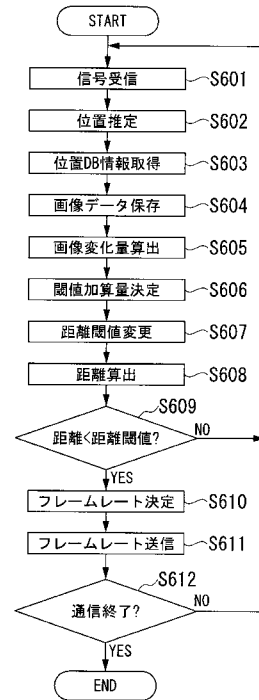 START
信号受信 S601
位置推定 S602
位置DB情報取得 S603
画像データ保存 S604
画像変化量算出 S605
閾値加算量決定 S606
距離閾値変更 S607
距離算出 S608
S609
距離<距離閾値? NO
YES
フレームレート決定 S610
フレームレート送信 S611
S612
通信終了? NO
YES
END